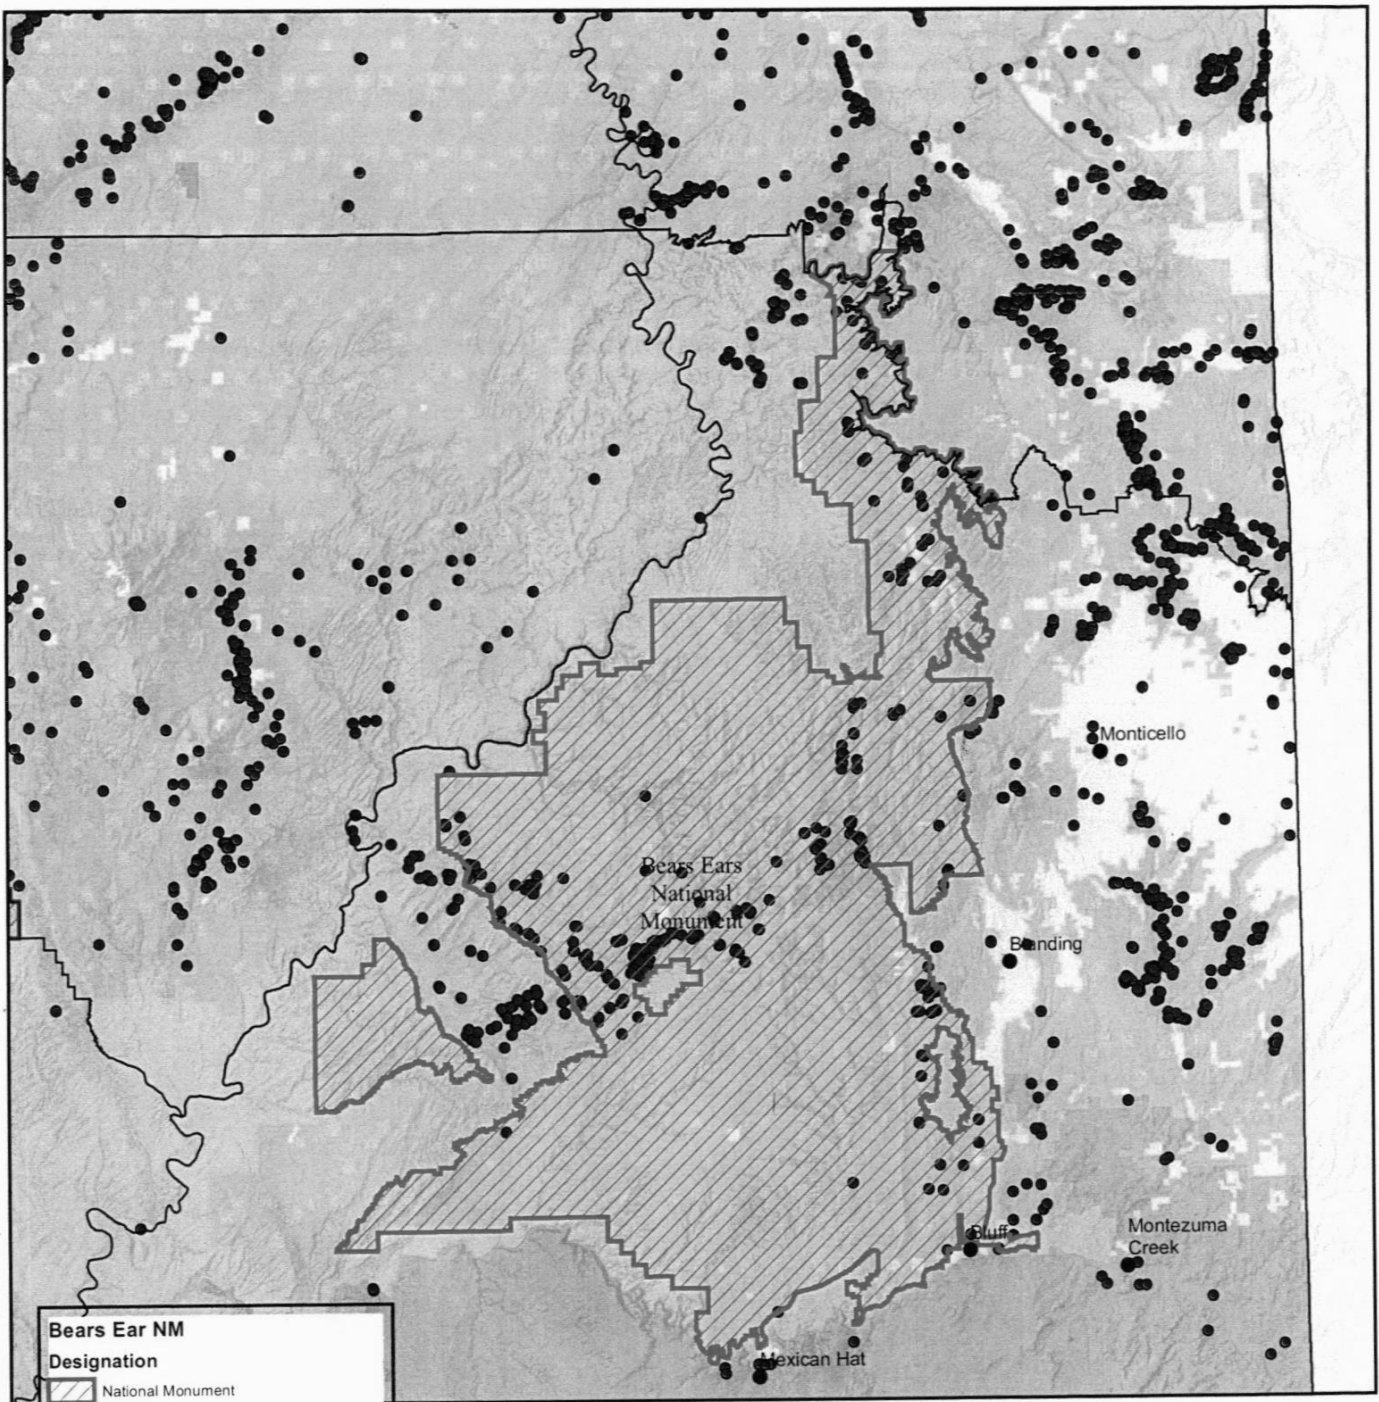 Monticello
Bears Ears
National
Monument
Blanding
Bluff
Montezuma
Creek
Mexican Hat
Bears Ear NM
Designation
National Monument